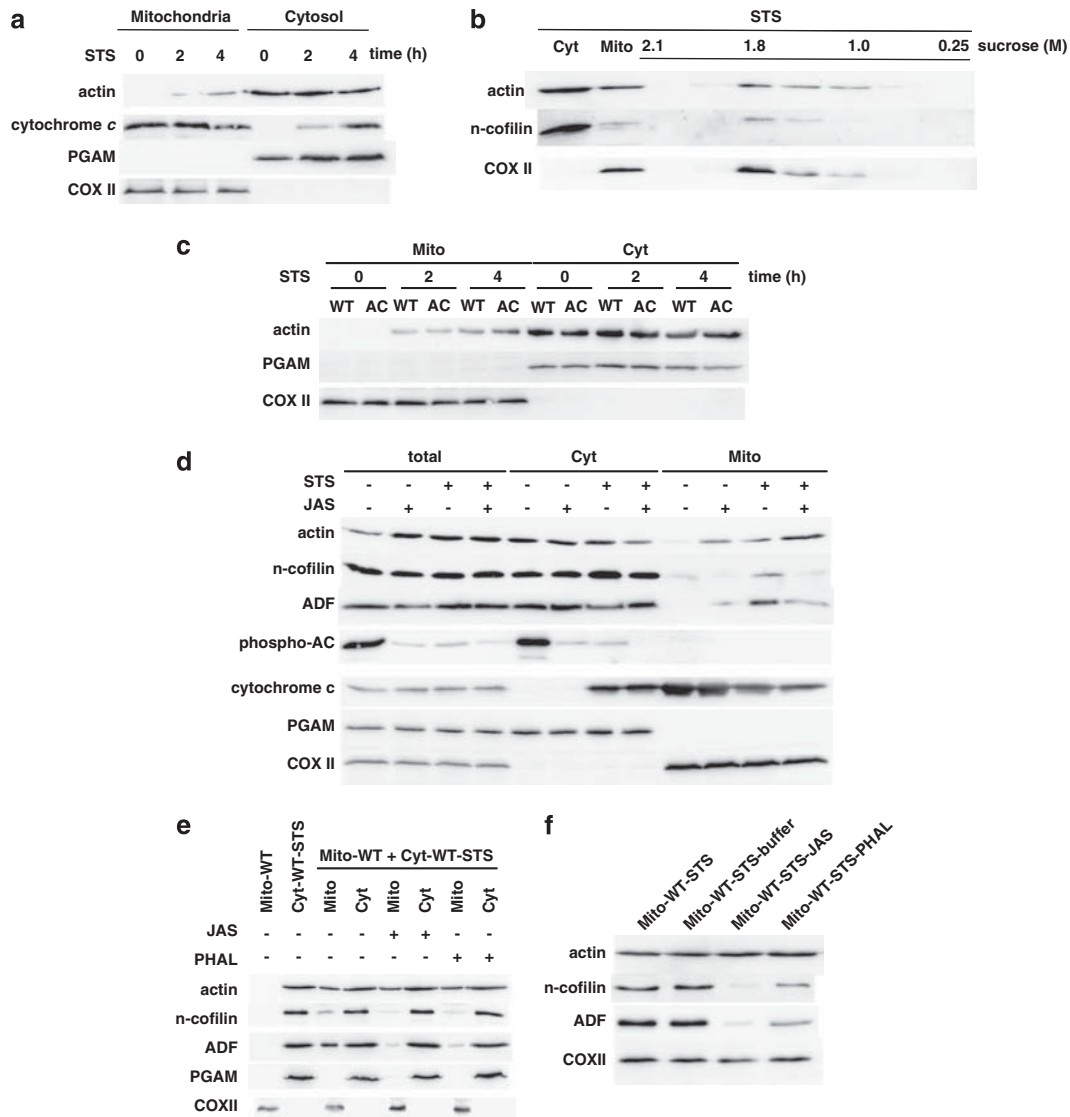 a
Mitochondria Cytosol
STS 0 2 4 0 2 4 time (h)
actin
cytochrome c
PGAM
COX II
b
STS
Cyt Mito 2.1 1.8 1.0 0.25 sucrose (M)
actin
n-cofilin
COX II
c
Mito Cyt
STS 0 2 4 0 2 4 time (h)
WT AC WT AC WT AC WT AC WT AC WT AC
actin
PGAM
COX II
d
total Cyt Mito
STS - - + + - - + + - - + +
JAS - + - + - + - + - + - +
actin
n-cofilin
ADF
phospho-AC
cytochrome c
PGAM
COX II
e
Mito-WT
Cyt-WT-STS
Mito-WT + Cyt-WT-STS
Mito Cyt Mito Cyt Mito Cyt
JAS - - - - + + - -
PHAL - - - - - - + +
actin
n-cofilin
ADF
PGAM
COXII
f
Mito-WT-STS
Mito-WT-STS-buffer
Mito-WT-STS-JAS
Mito-WT-STS-PHAL
actin
n-cofilin
ADF
COXII